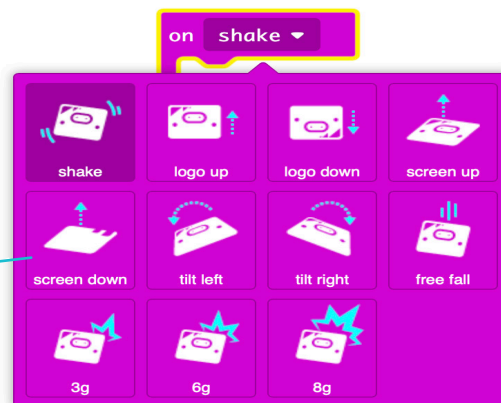 on shake
shake logo up logo down screen up
screen down tilt left tilt right free fall
3g 6g 8g